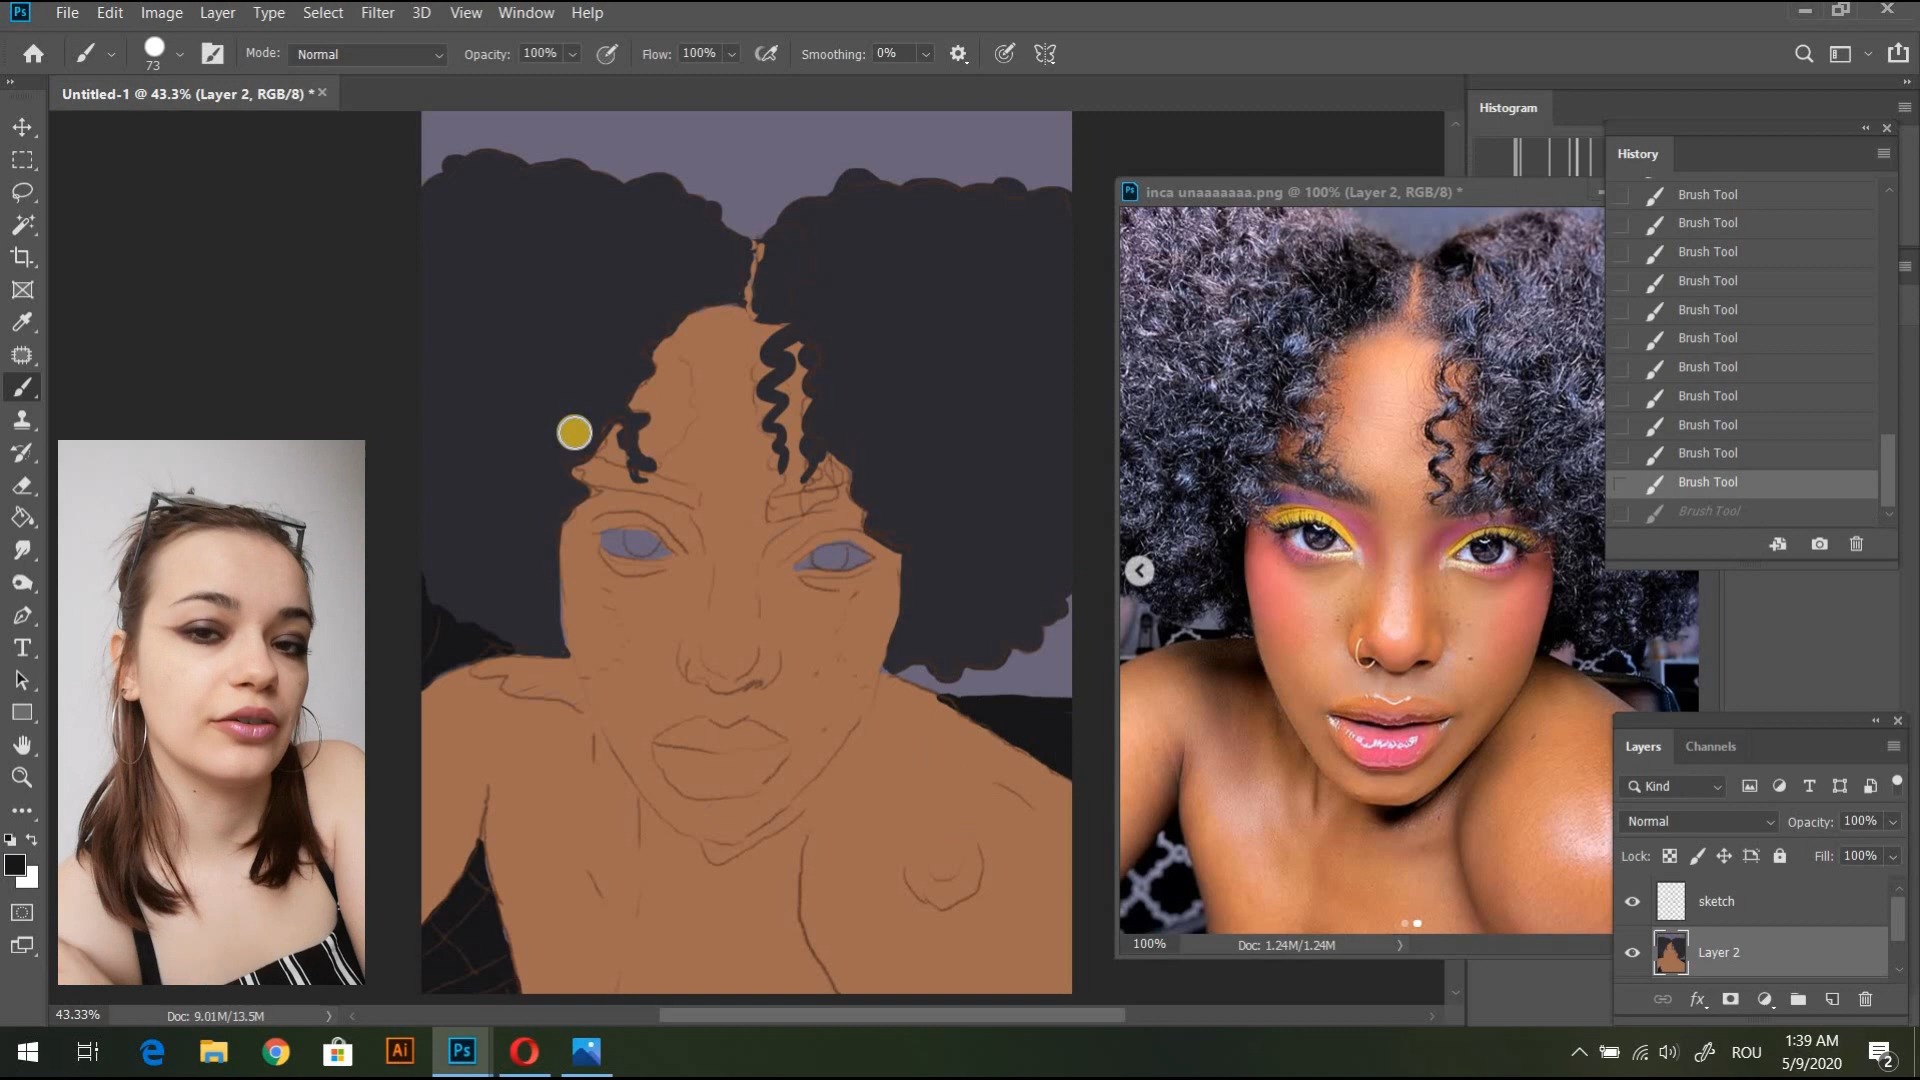 Ps File Edit Image Layer Type Select Filter 3D View Window Help
73 Mode: Normal Opacity: 100% Flow: 100% Smoothing: 0%
Untitled-1 @ 43.3% (Layer 2, RGB/8) *
Histogram
History
Ps inca unaaaaaaa.png @ 100% (Layer 2, RGB/8) *
Brush Tool
Brush Tool
Brush Tool
Brush Tool
Brush Tool
Brush Tool
Brush Tool
Brush Tool
Brush Tool
Brush Tool
Brush Tool
Brush Tool
T
Layers Channels
Kind T
Normal Opacity: 100%
Lock: Fill: 100%
sketch
Layer 2
100% Doc: 1.24M/1.24M
fx
43.33% Doc: 9.01M/13.5M
Ai Ps ROU 1:39 AM
5/9/2020 2